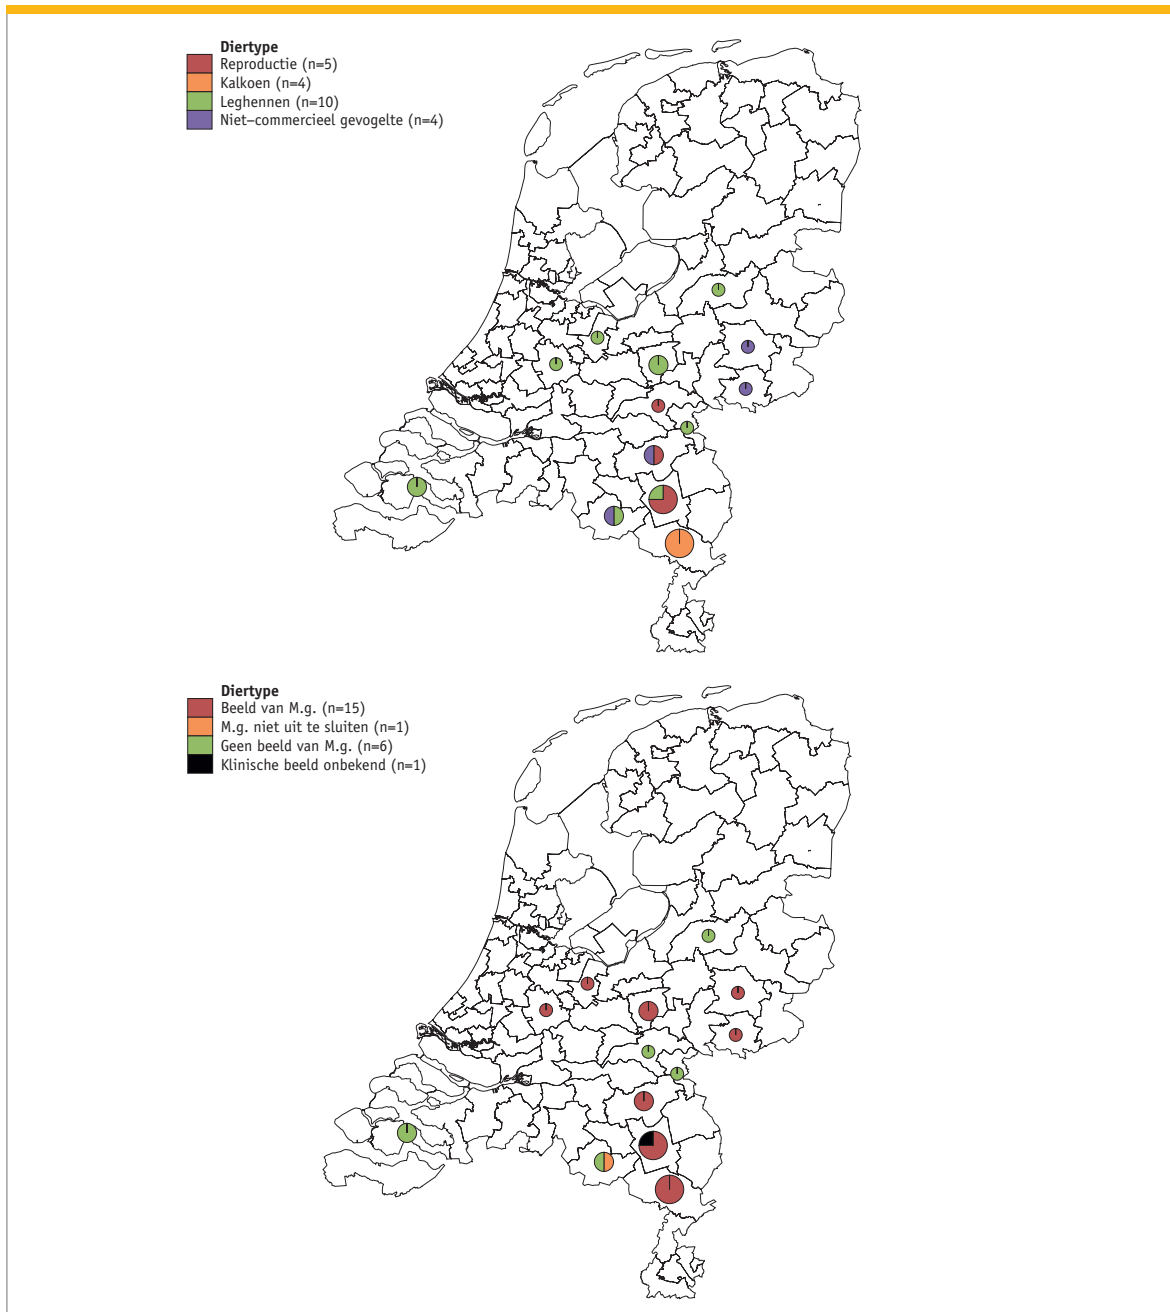 Diertype
Reproductie (n=5)
Kalkoen (n=4)
Leghennen (n=10)
Niet–commercieel gevogelte (n=4)
Diertype
Beeld van M.g. (n=15)
M.g. niet uit te sluiten (n=1)
Geen beeld van M.g. (n=6)
Klinische beeld onbekend (n=1)